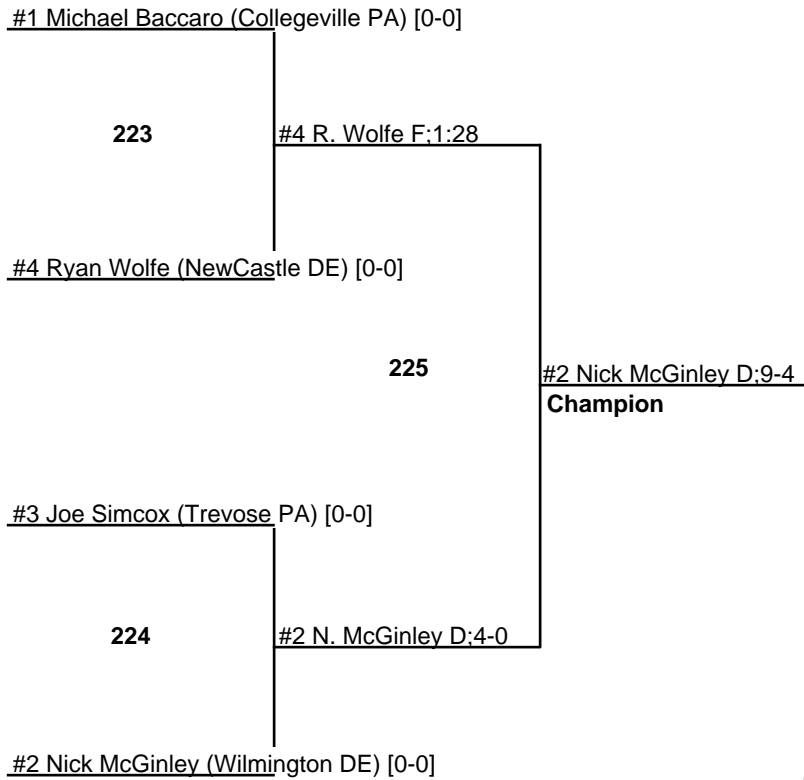 #1 Michael Baccaro (Collegeville PA) [0-0]
223
#4 R. Wolfe F;1:28
#4 Ryan Wolfe (NewCastle DE) [0-0]
225
#2 Nick McGinley D;9-4
Champion
#3 Joe Simcox (Trevose PA) [0-0]
224
#2 N. McGinley D;4-0
#2 Nick McGinley (Wilmington DE) [0-0]